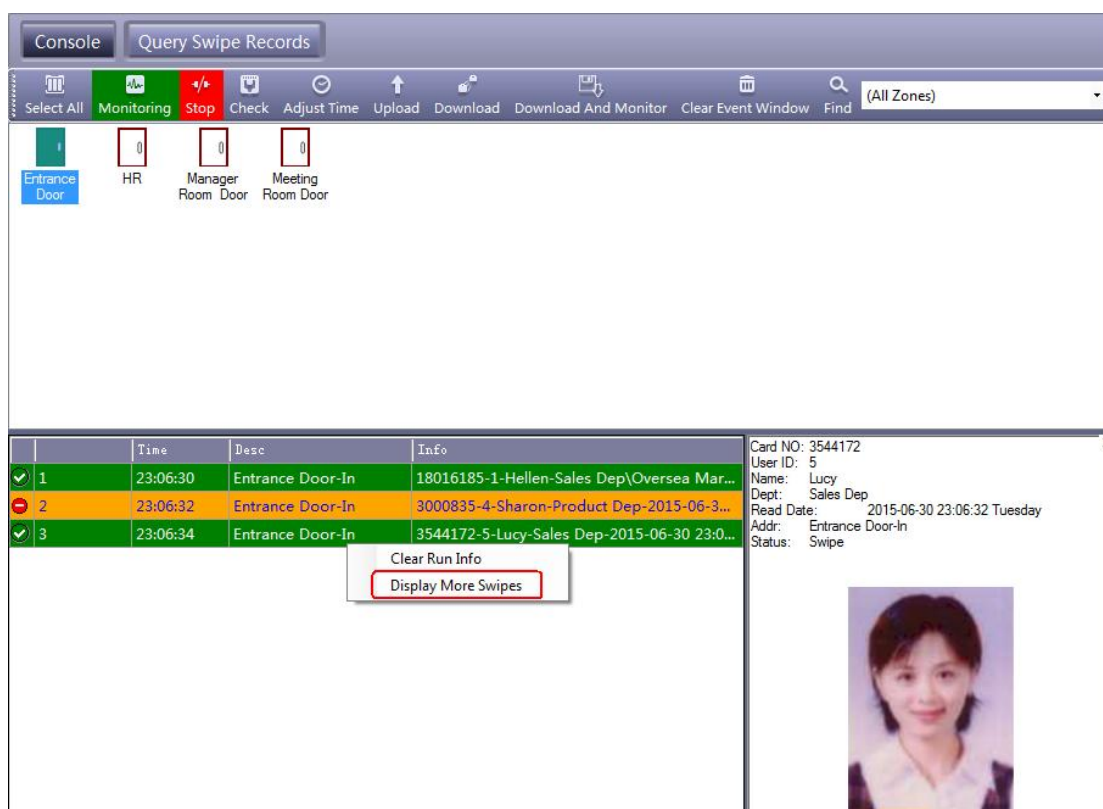 Console Query Swipe Records
Select All Monitoring Stop Check Adjust Time Upload Download Download And Monitor Clear Event Window Find (All Zones)
Entrance Door
HR
Manager Room Door
Meeting Room Door
Time Desc Info
1 23:06:30 Entrance Door-In 18016185-1-Hellen-Sales Dep\Oversea Mar...
2 23:06:32 Entrance Door-In 3000835-4-Sharon-Product Dep-2015-06-3...
3 23:06:34 Entrance Door-In 3544172-5-Lucy-Sales Dep-2015-06-30 23:0...
Clear Run Info
Display More Swipes
Card NO: 3544172
User ID: 5
Name: Lucy
Dept: Sales Dep
Read Date: 2015-06-30 23:06:32 Tuesday
Addr: Entrance Door-In
Status: Swipe